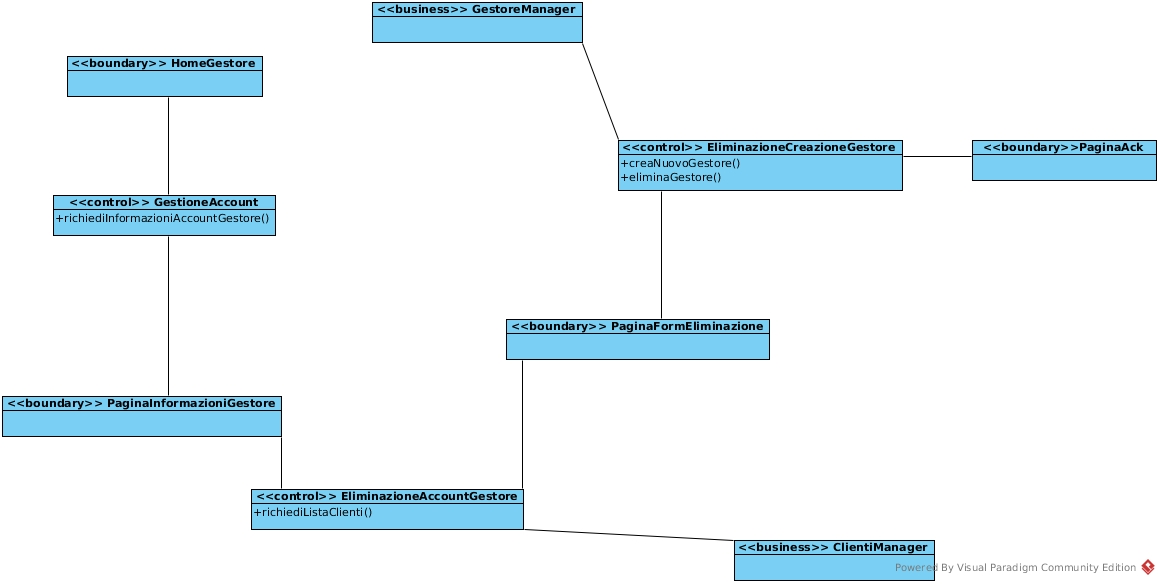 <<business>> GestoreManager
<<boundary>> HomeGestore
<<control>> EliminazioneCreazioneGestore
+creaNuovoGestore()
+eliminaGestore()
<<boundary>>PaginaAck
<<control>> GestioneAccount
+richiediInformazioniAccountGestore()
<<boundary>> PaginaFormEliminazione
<<boundary>> PaginaInformazioniGestore
<<control>> EliminazioneAccountGestore
+richiediListaClienti()
<<business>> ClientiManager
Powered By Visual Paradigm Community Edition